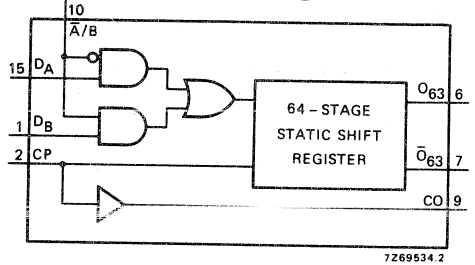 10
A̅/B
15 D_A
1 D_B
2 CP
64-STAGE
STATIC SHIFT
REGISTER
O_63 6
O̅_63 7
CO 9
7Z69534.2